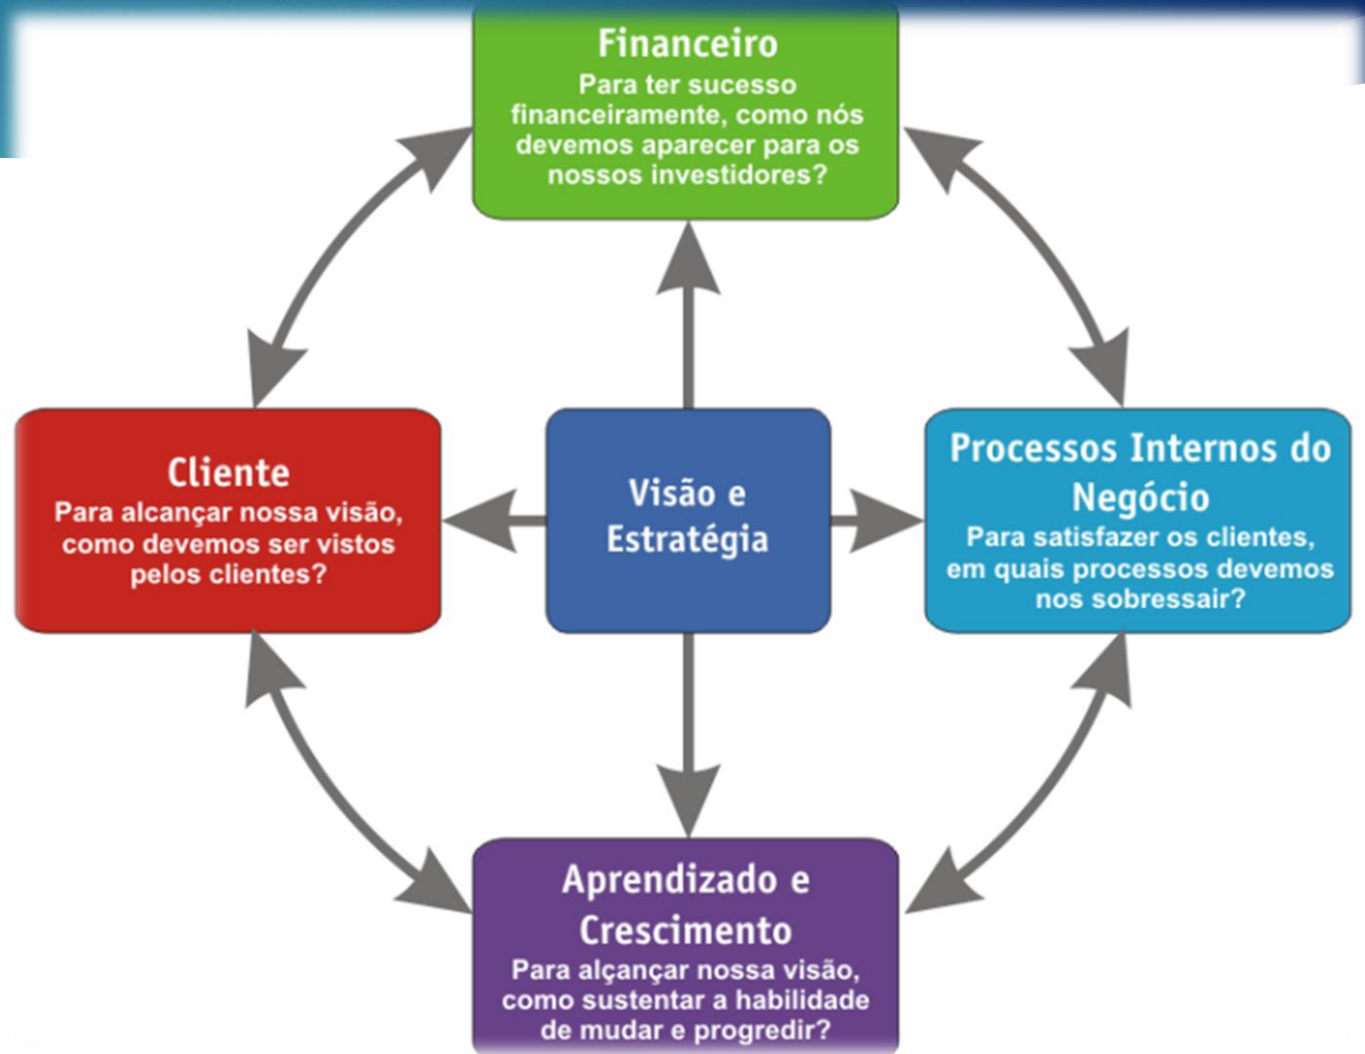 Financeiro
Para ter sucesso
financeiramente, como nós
devemos aparecer para os
nossos investidores?
Cliente
Para alcançar nossa visão,
como devemos ser vistos
pelos clientes?
Visão e
Estratégia
Processos Internos do
Negócio
Para satisfazer os clientes,
em quais processos devemos
nos sobressair?
Aprendizado e
Crescimento
Para alçançar nossa visão,
como sustentar a habilidade
de mudar e progredir?